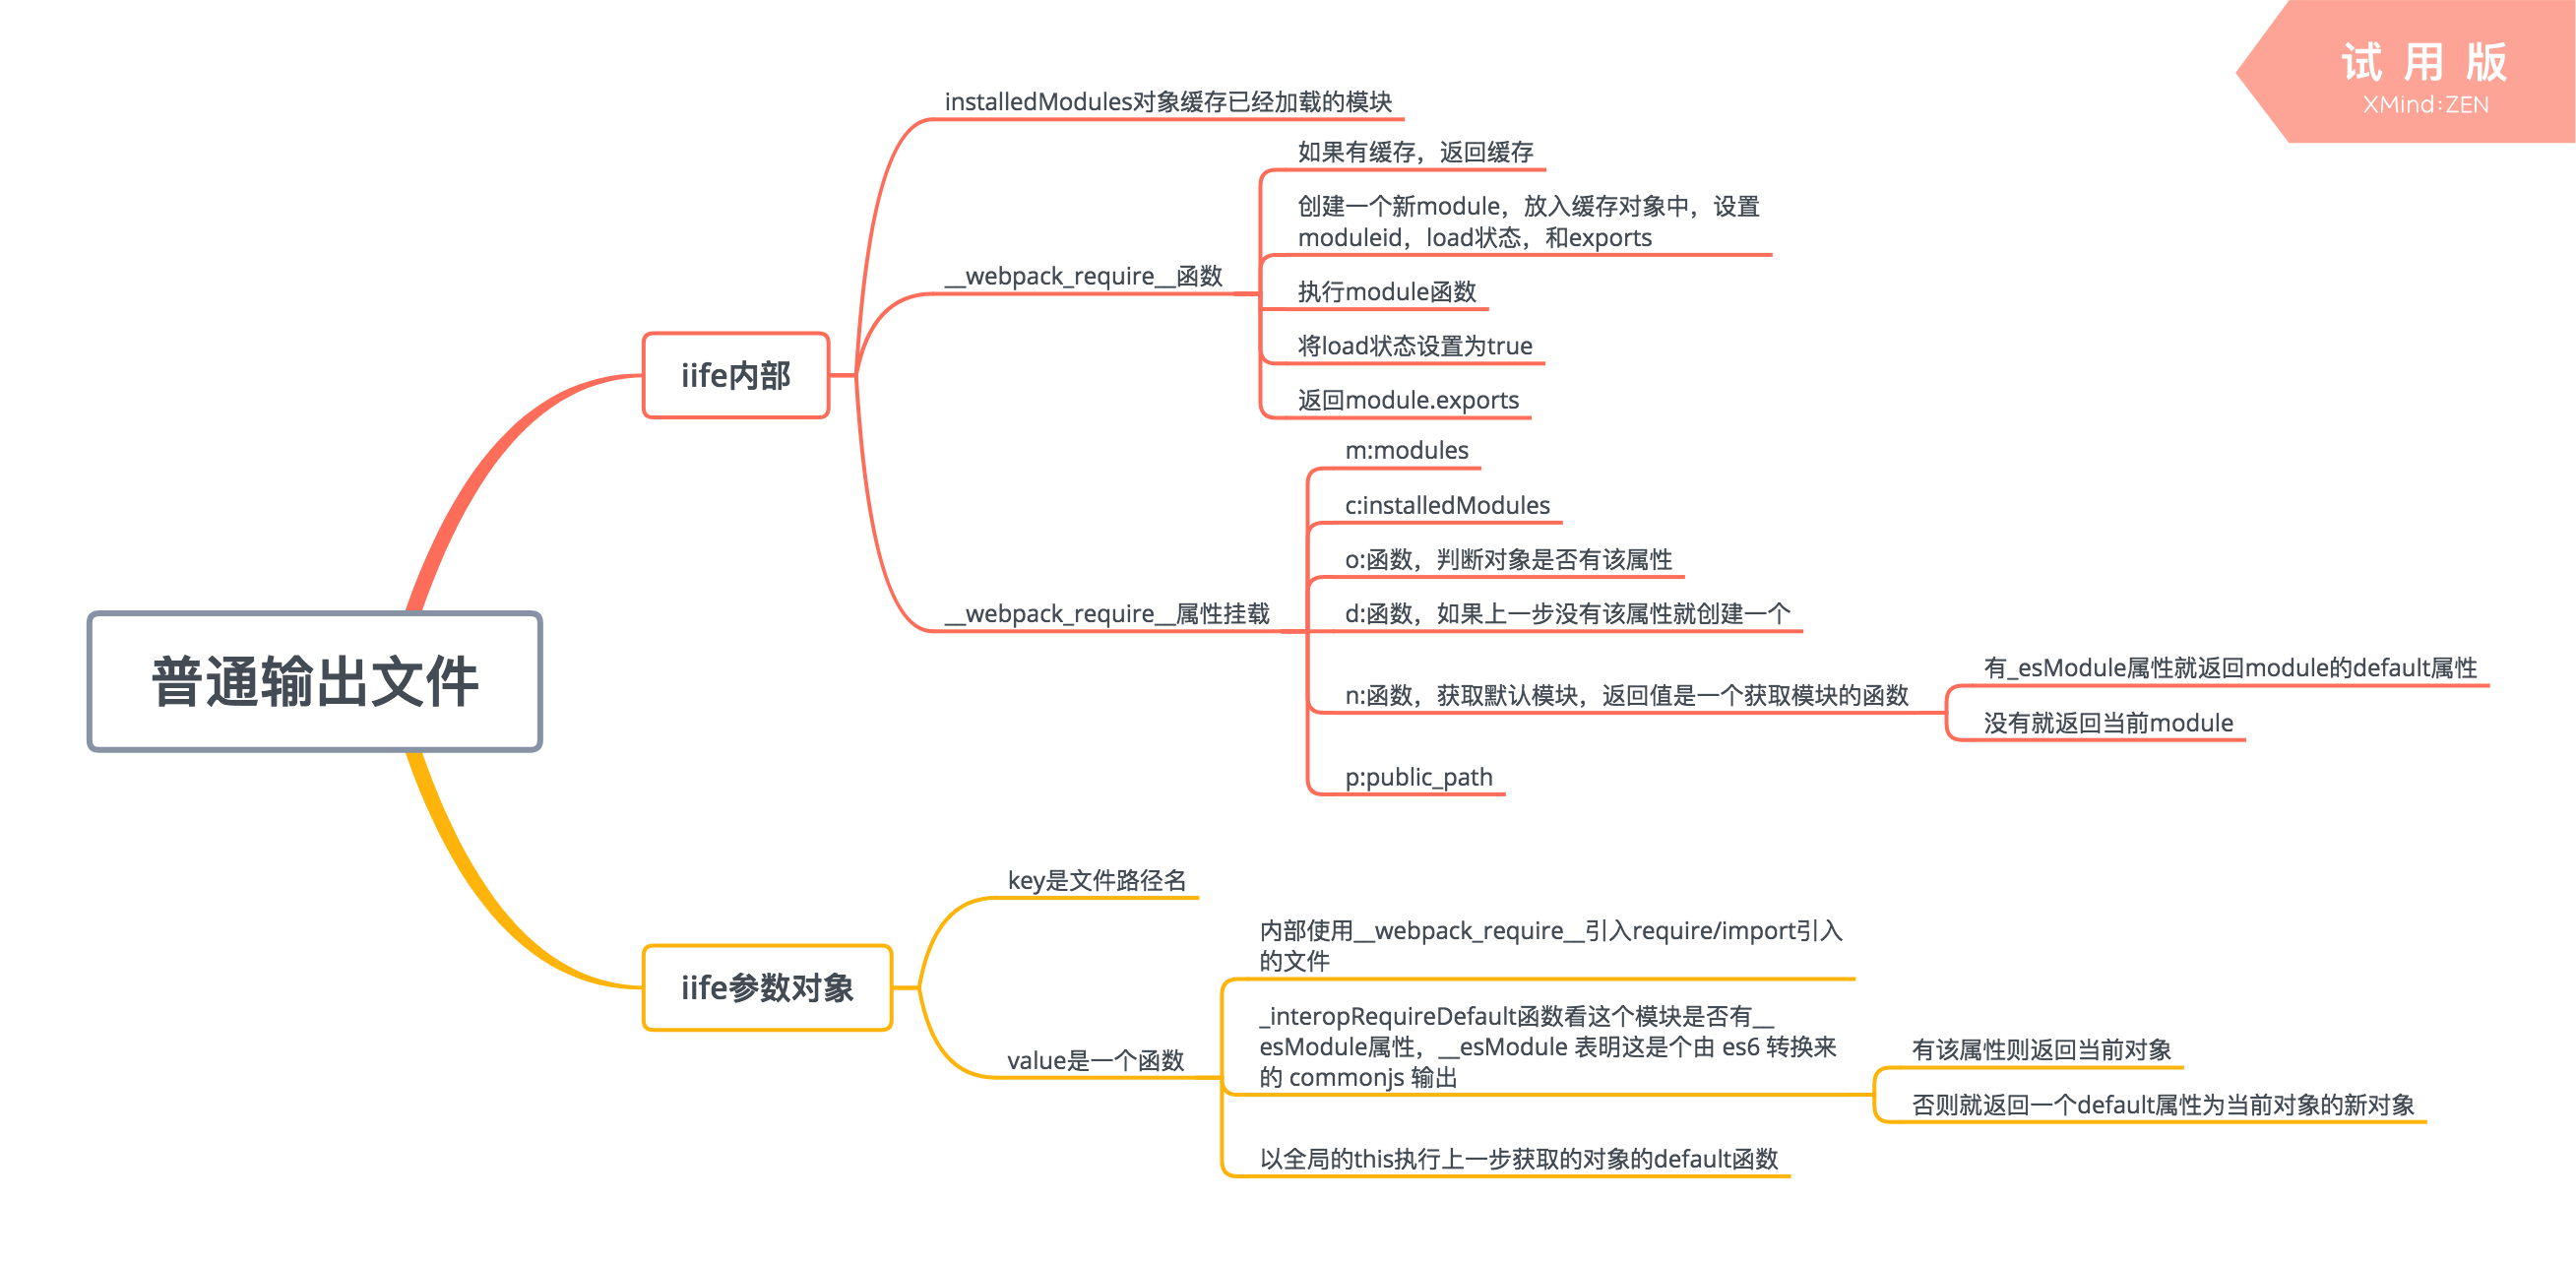 试用版
XMind:ZEN
普通输出文件
iife内部
installedModules对象缓存已经加载的模块
__webpack_require__函数
如果有缓存，返回缓存
创建一个新module，放入缓存对象中，设置
moduleid，load状态，和exports
执行module函数
将load状态设置为true
返回module.exports
__webpack_require__属性挂载
m:modules
c:installedModules
o:函数，判断对象是否有该属性
d:函数，如果上一步没有该属性就创建一个
n:函数，获取默认模块，返回值是一个获取模块的函数
有_esModule属性就返回module的default属性
没有就返回当前module
p:public_path
iife参数对象
key是文件路径名
value是一个函数
内部使用__webpack_require__引入require/import引入
的文件
_interopRequireDefault函数看这个模块是否有__
esModule属性，__esModule 表明这是个由 es6 转换来
的 commonjs 输出
有该属性则返回当前对象
否则就返回一个default属性为当前对象的新对象
以全局的this执行上一步获取的对象的default函数